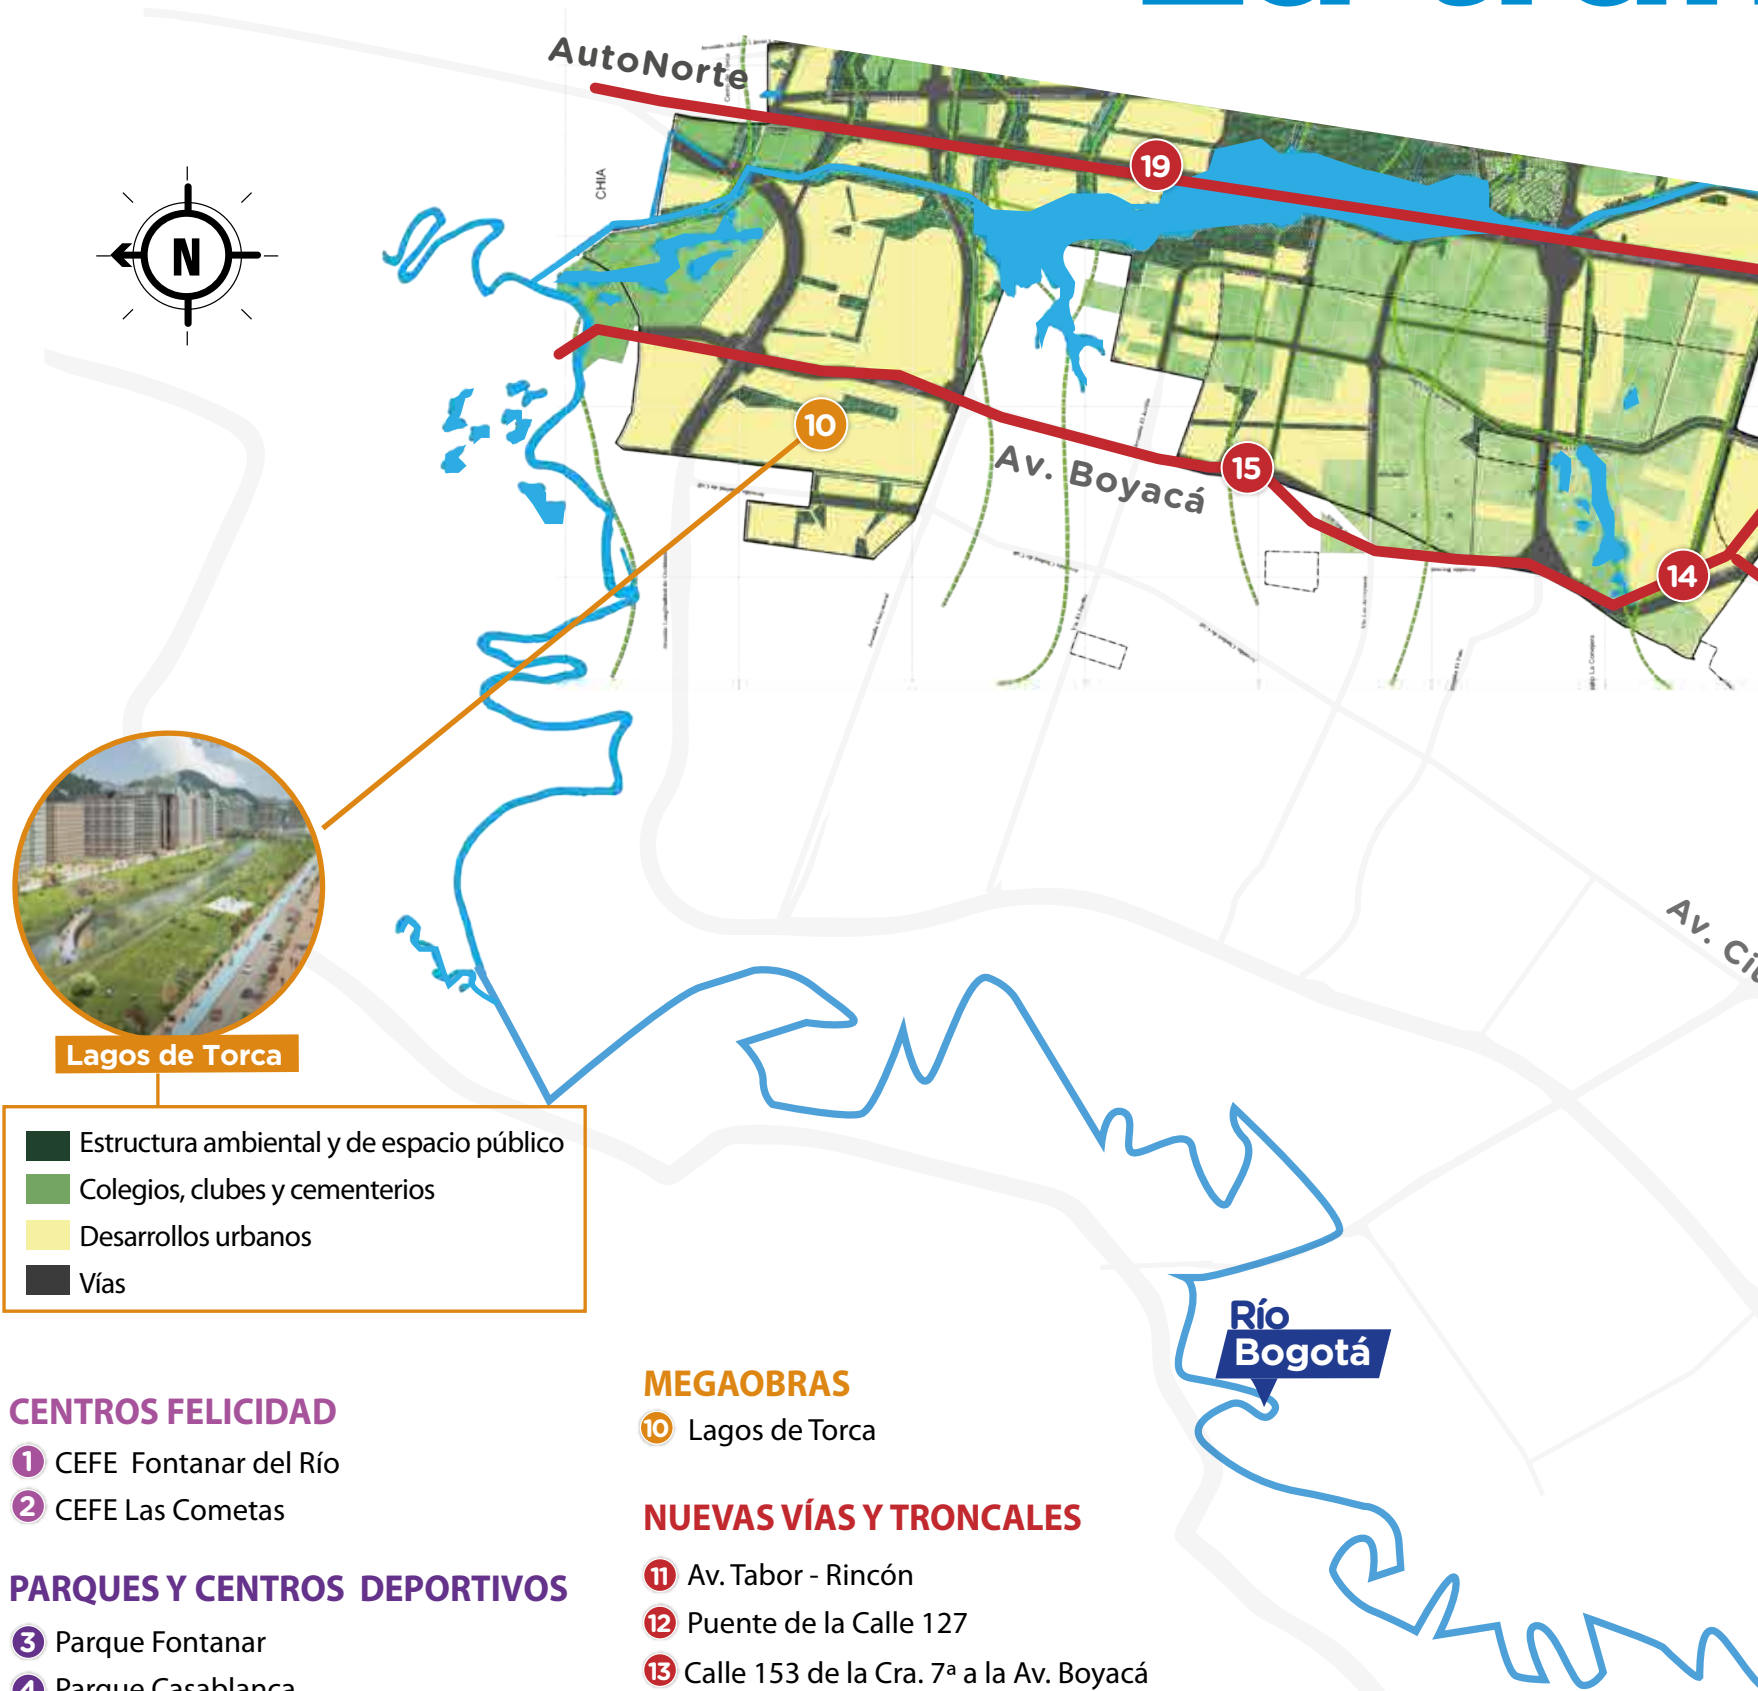 AutoNorte
CHIA
N
19
10
Av. Boyacá
15
14
Av.
Lagos de Torca
Estructura ambiental y de espacio público
Colegios, clubes y cementerios
Desarrollos urbanos
Vías
Río
Bogotá
CENTROS FELICIDAD
1 CEFE Fontanar del Río
2 CEFE Las Cometas
PARQUES Y CENTROS DEPORTIVOS
3 Parque Fontanar
4 Parque Casablanca
MEGAOBRAS
10 Lagos de Torca
NUEVAS VÍAS Y TRONCALES
11 Av. Tabor - Rincón
12 Puente de la Calle 127
13 Calle 153 de la Cra. 7ª a la Av. Boyacá